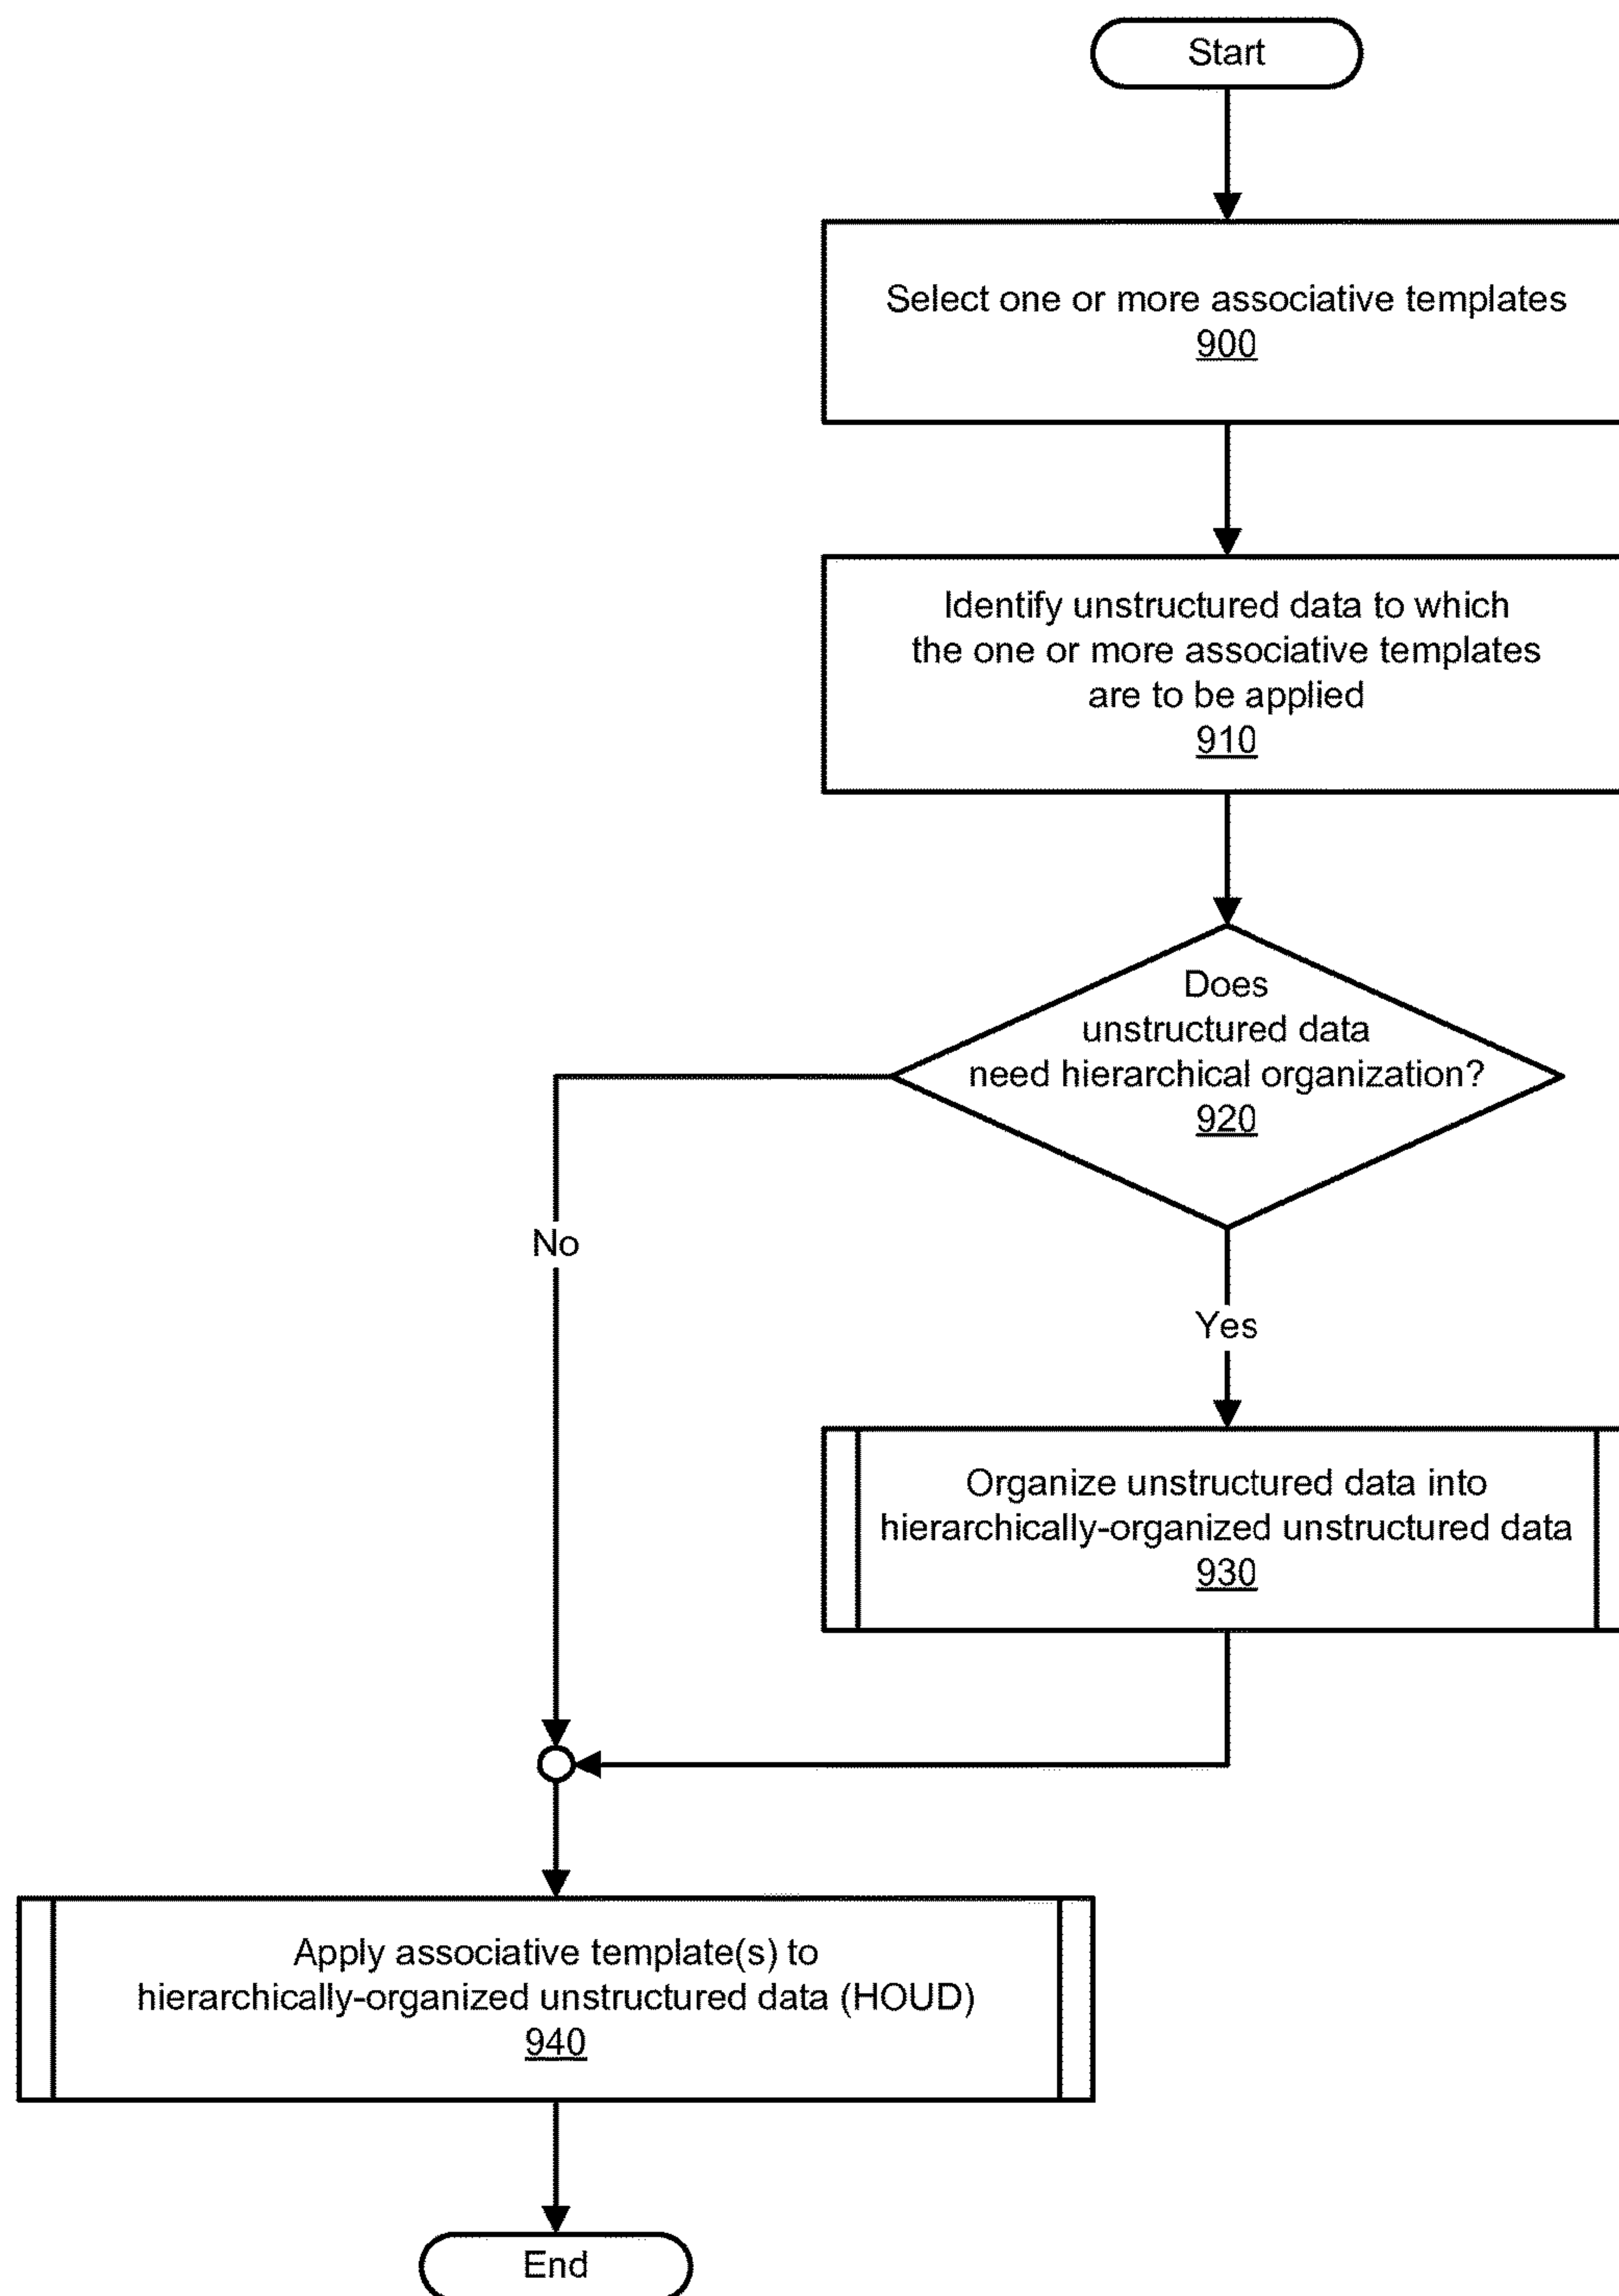 Start
Select one or more associative templates
900
Identify unstructured data to which
the one or more associative templates
are to be applied
910
Does
unstructured data
need hierarchical organization?
920
No
Yes
Organize unstructured data into
hierarchically-organized unstructured data
930
Apply associative template(s) to
hierarchically-organized unstructured data (HOUD)
940
End